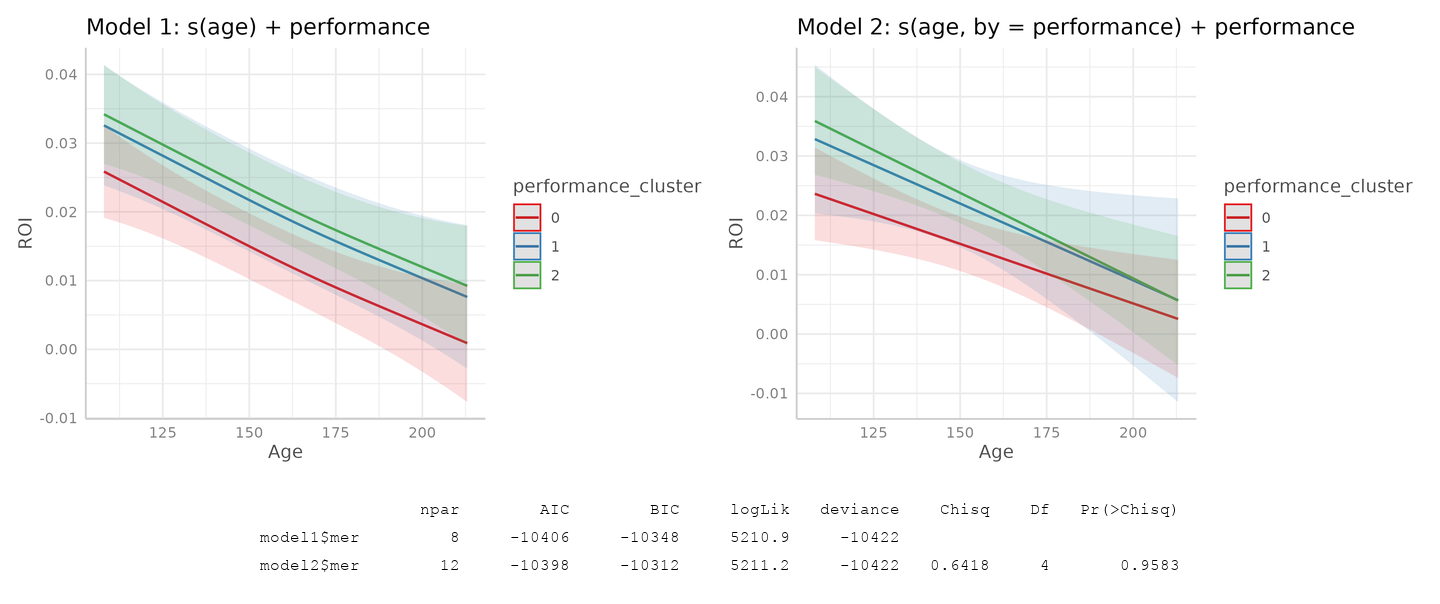 Model 1: s(age) + performance
0.04
0.03
0.02
0.01
0.00
-0.01
ROI
125 150 175 200
Age
performance_cluster
0
1
2
Model 2: s(age, by = performance) + performance
0.04
0.03
0.02
0.01
0.00
-0.01
ROI
125 150 175 200
Age
performance_cluster
0
1
2
npar AIC BIC logLik deviance Chisq Df Pr(>Chisq)
model1$mer 8 -10406 -10348 5210.9 -10422
model2$mer 12 -10398 -10312 5211.2 -10422 0.6418 4 0.9583